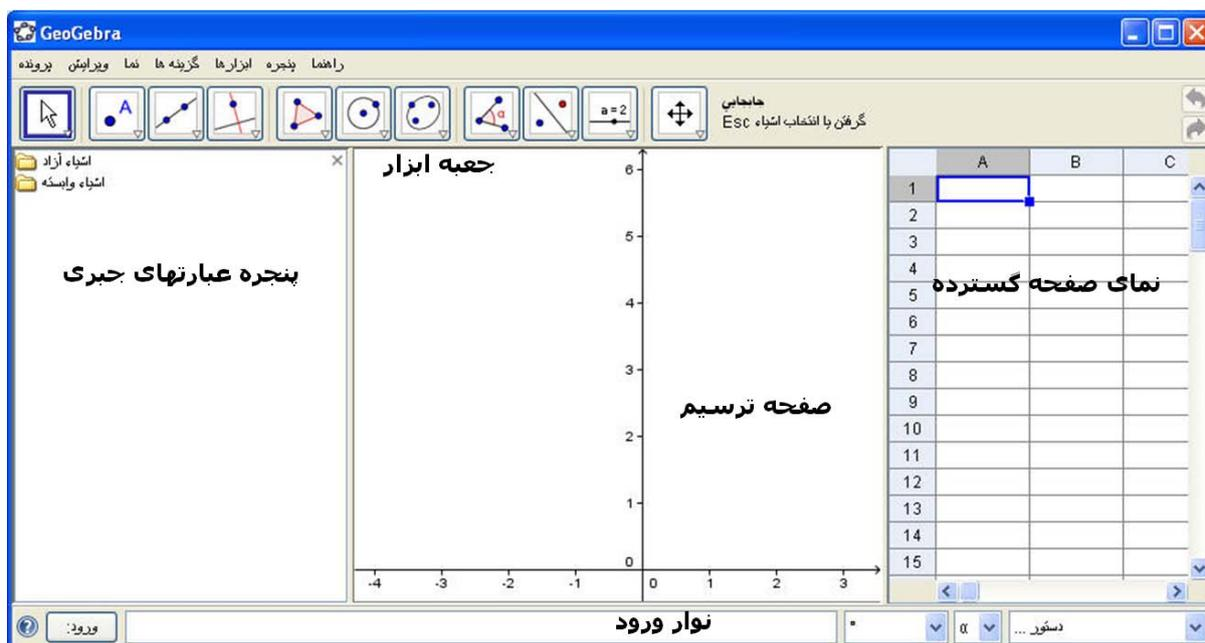 GeoGebra
پرونده ویرایش نما گزینه ها ابزارها پنجره راهنما
A
α
a = 2
جابجایي
گرفتن با انتخاب اشیاء Esc
اشیاء آزاد
اشیاء وابسته
جعبه ابزار
پنجره عبارتهای جبری
صفحه ترسیم
نمای صفحه گسترده
6
5
4
3
2
1
0
-4 -3 -2 -1 0 1 2 3
A B C
1
2
3
4
5
6
7
8
9
10
11
12
13
14
15
ورود:
نوار ورود
α
دستور ...